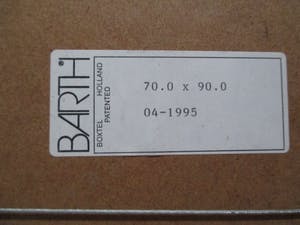 BARTH®
BOXTEL HOLLAND
PATENTED
70.0 x 90.0
04-1995